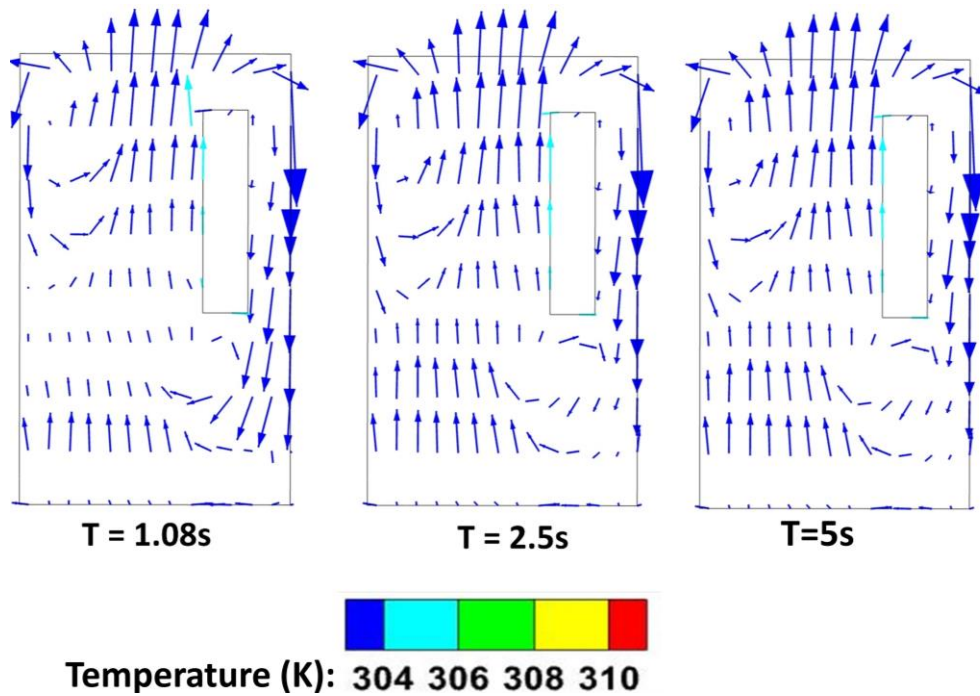 T = 1.08s T = 2.5s T=5s
Temperature (K): 304 306 308 310